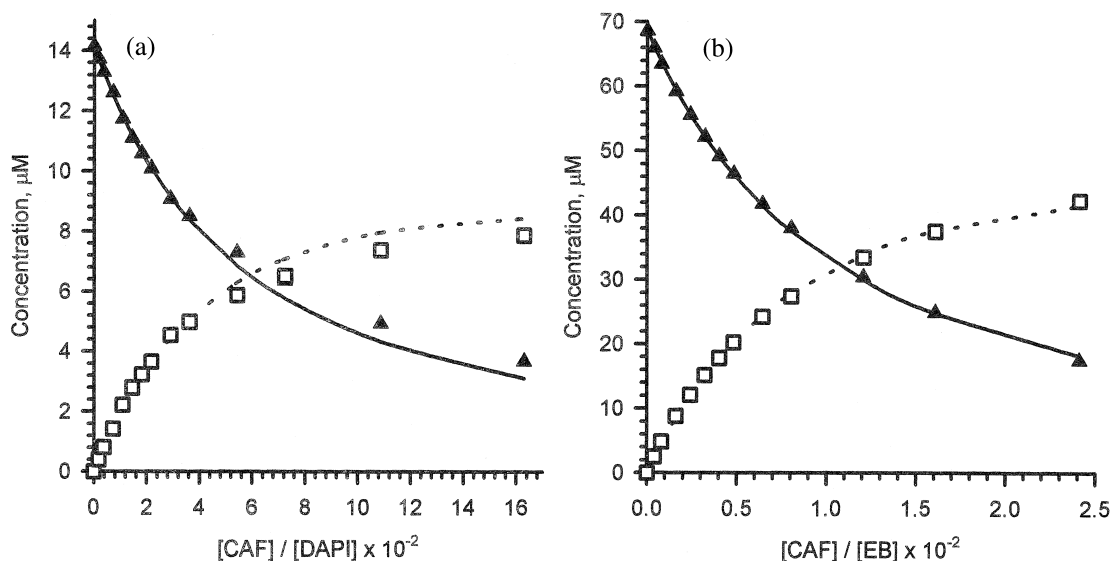 (a)
Concentration, µM
14
12
10
8
6
4
2
0
0 2 4 6 8 10 12 14 16
[CAF] / [DAPI] x 10⁻²
(b)
Concentration, µM
70
60
50
40
30
20
10
0
0.0 0.5 1.0 1.5 2.0 2.5
[CAF] / [EB] x 10⁻²